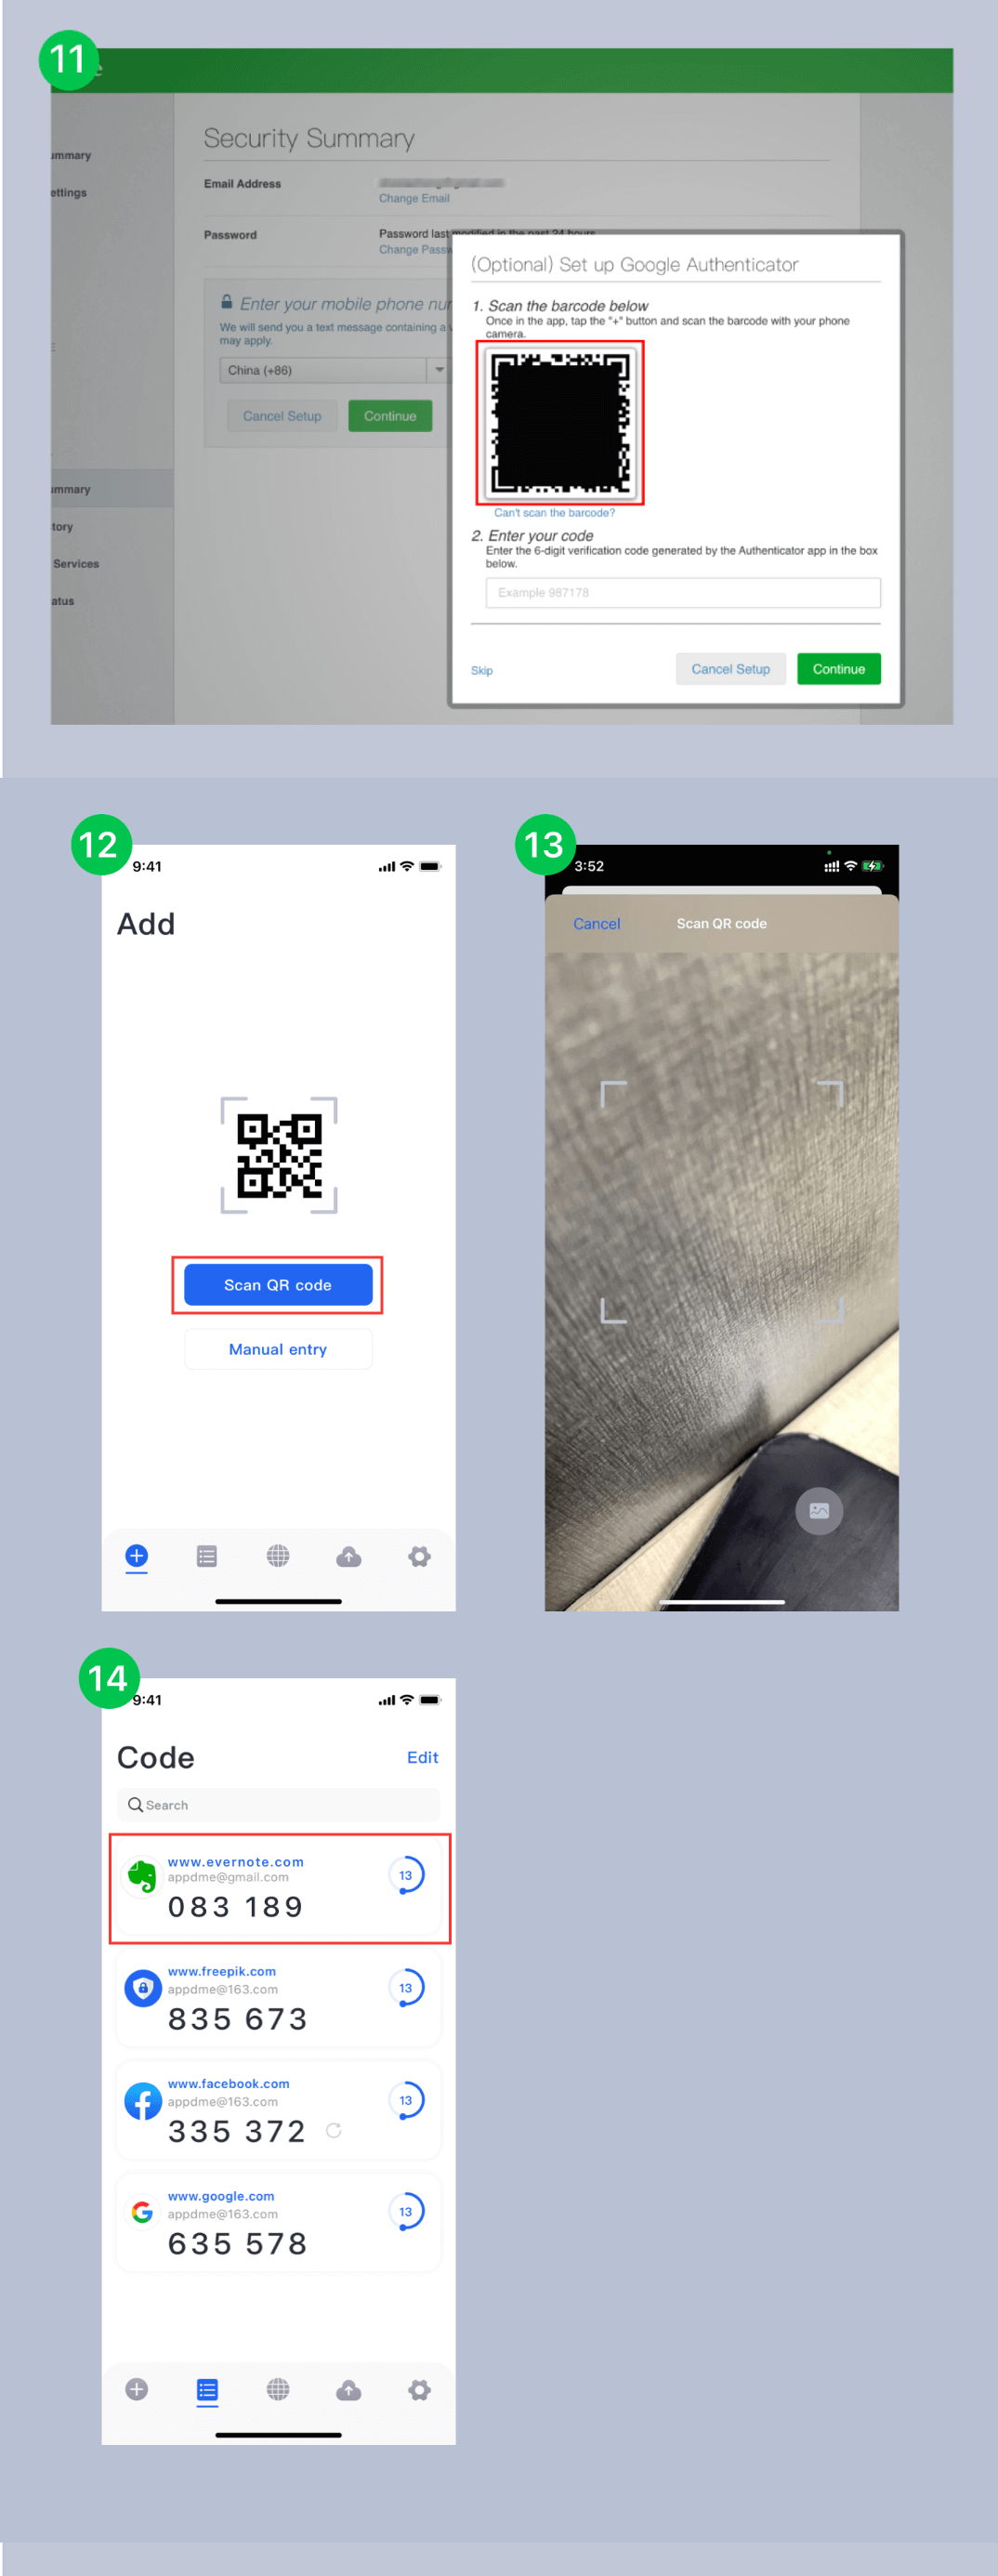 11
e
Security Summary
ummary
Email Address
Change Email
ettings
Password
Password last modified in the past 24 hours
Change Passw
(Optional) Set up Google Authenticator
Enter your mobile phone nur
We will send you a text message containing a v
may apply.
1. Scan the barcode below
Once in the app, tap the "+" button and scan the barcode with your phone
camera.
China (+86)
Cancel Setup
Continue
ummary
Can't scan the barcode?
tory
2. Enter your code
Enter the 6-digit verification code generated by the Authenticator app in the box
below.
Services
Example 987178
atus
Skip
Cancel Setup
Continue
12
9:41
Add
Scan QR code
Manual entry
13
3:52
Cancel
Scan QR code
14
9:41
Code
Edit
Search
www.evernote.com
appdme@gmail.com
083 189
13
www.freepik.com
appdme@163.com
835 673
13
www.facebook.com
appdme@163.com
335 372
13
www.google.com
appdme@163.com
635 578
13